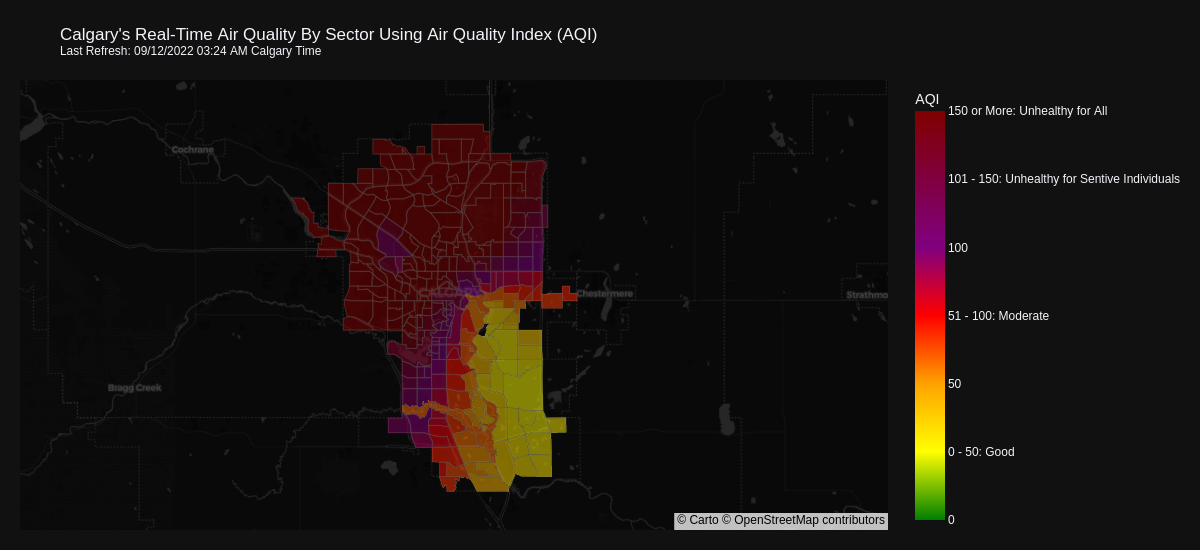 Calgary's Real-Time Air Quality By Sector Using Air Quality Index (AQI)
Last Refresh: 09/12/2022 03:24 AM Calgary Time
AQI
150 or More: Unhealthy for All
Cochrane
101 - 150: Unhealthy for Sentive Individuals
100
Chestermere
Strathmo
51 - 100: Moderate
50
Bragg Creek
0 - 50: Good
0
© Carto © OpenStreetMap contributors